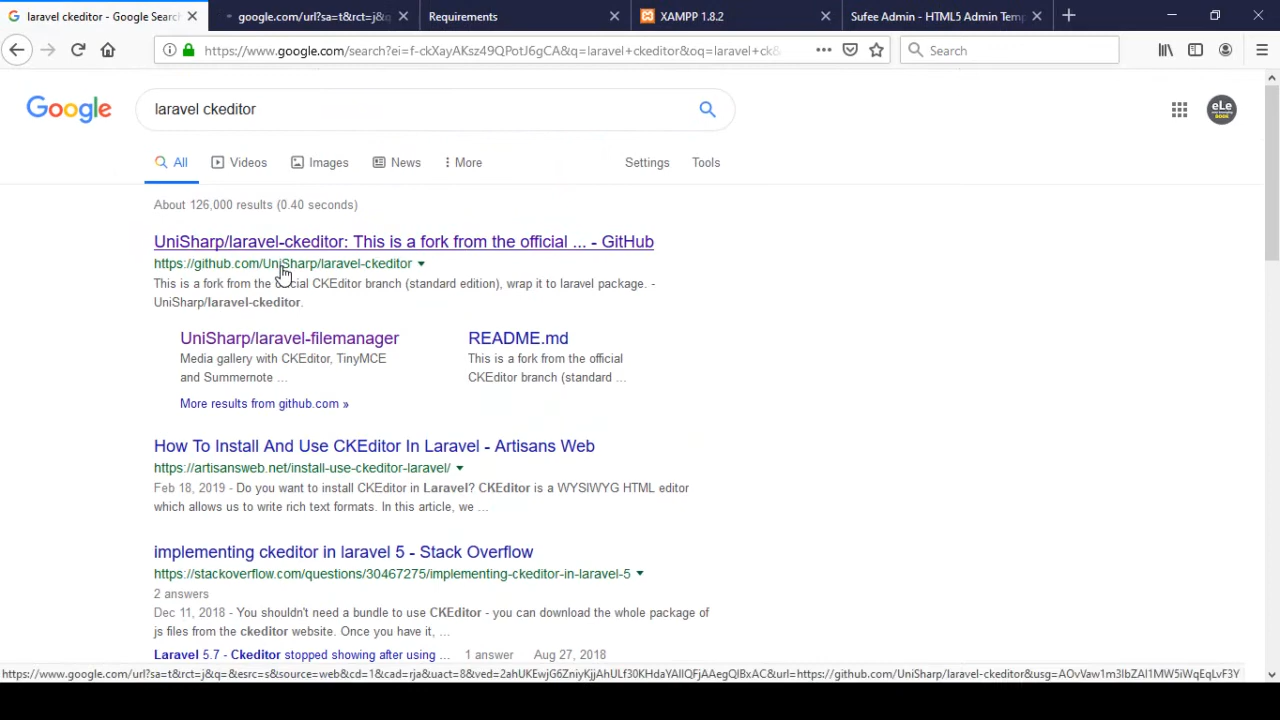 laravel ckeditor - Google Search
google.com/url?sa=t&rct=j&q
Requirements
XAMPP 1.8.2
Sufee Admin - HTML5 Admin Temp
https://www.google.com/search?ei=f-ckXayAKsz49QPotJ6gCA&q=laravel+ckeditor&oq=laravel+ck&
Search
Google
laravel ckeditor
eLe
BOOK
All
Videos
Images
News
More
Settings
Tools
About 126,000 results (0.40 seconds)
UniSharp/laravel-ckeditor: This is a fork from the official ... - GitHub
https://github.com/UniSharp/laravel-ckeditor
This is a fork from the official CKEditor branch (standard edition), wrap it to laravel package. -
UniSharp/laravel-ckeditor.
UniSharp/laravel-filemanager
README.md
Media gallery with CKEditor, TinyMCE
This is a fork from the official
and Summernote ...
CKEditor branch (standard ...
More results from github.com »
How To Install And Use CKEditor In Laravel - Artisans Web
https://artisansweb.net/install-use-ckeditor-laravel/
Feb 18, 2019 - Do you want to install CKEditor in Laravel? CKEditor is a WYSIWYG HTML editor
which allows us to write rich text formats. In this article, we ...
implementing ckeditor in laravel 5 - Stack Overflow
https://stackoverflow.com/questions/30467275/implementing-ckeditor-in-laravel-5
2 answers
Dec 11, 2018 - You shouldn't need a bundle to use CKEditor - you can download the whole package of
js files from the ckeditor website. Once you have it, ...
Laravel 5.7 - Ckeditor stopped showing after using ... 1 answer Aug 27, 2018
https://www.google.com/url?sa=t&rct=j&q=&esrc=s&source=web&cd=1&cad=rja&uact=8&ved=2ahUKEwjG6ZniyKjjAhULf30KHdaYAIIQFjAAegQIBxAC&url=https://github.com/UniSharp/laravel-ckeditor&usg=AOvVaw1m3IbZAI1MW5iWqEqLvF3Y